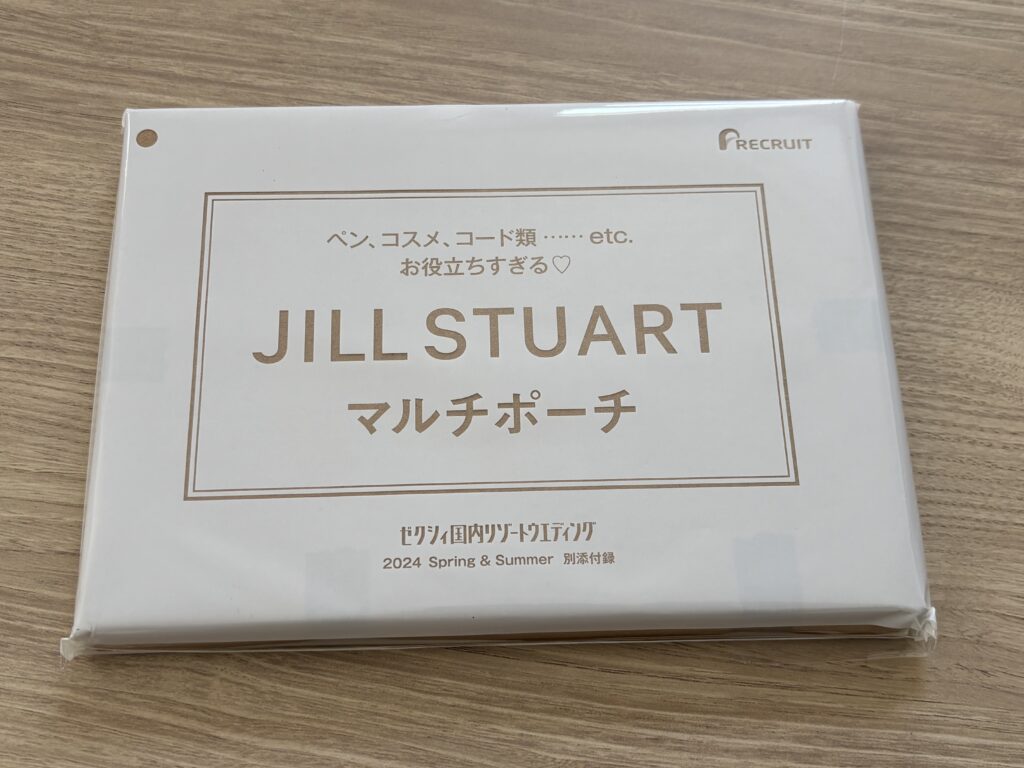 RECRUIT
ペン、コスメ、コード類 …… etc.
お役立ちすぎる♡
JILL STUART
マルチポーチ
ゼクシィ国内リゾートウエディング
2024 Spring & Summer 別添付録